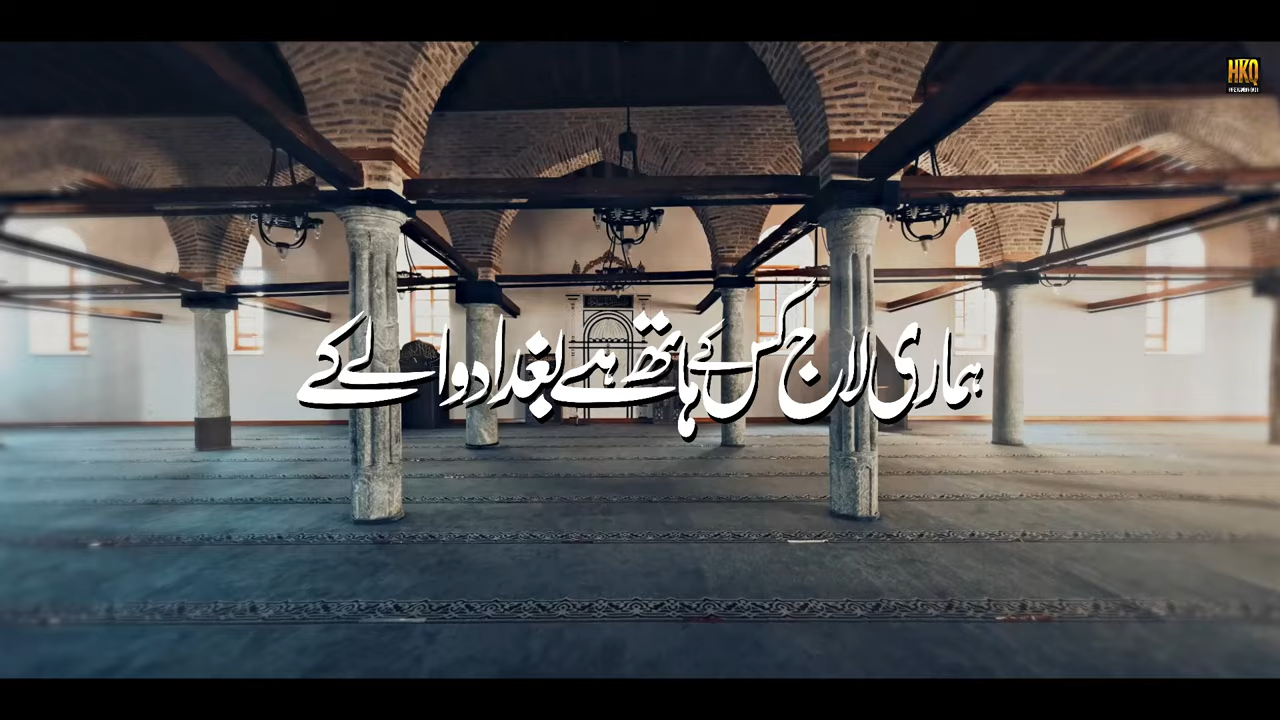 HKQ
ہماری لاج کس کے ہاتھ ہے بغداد والے کے